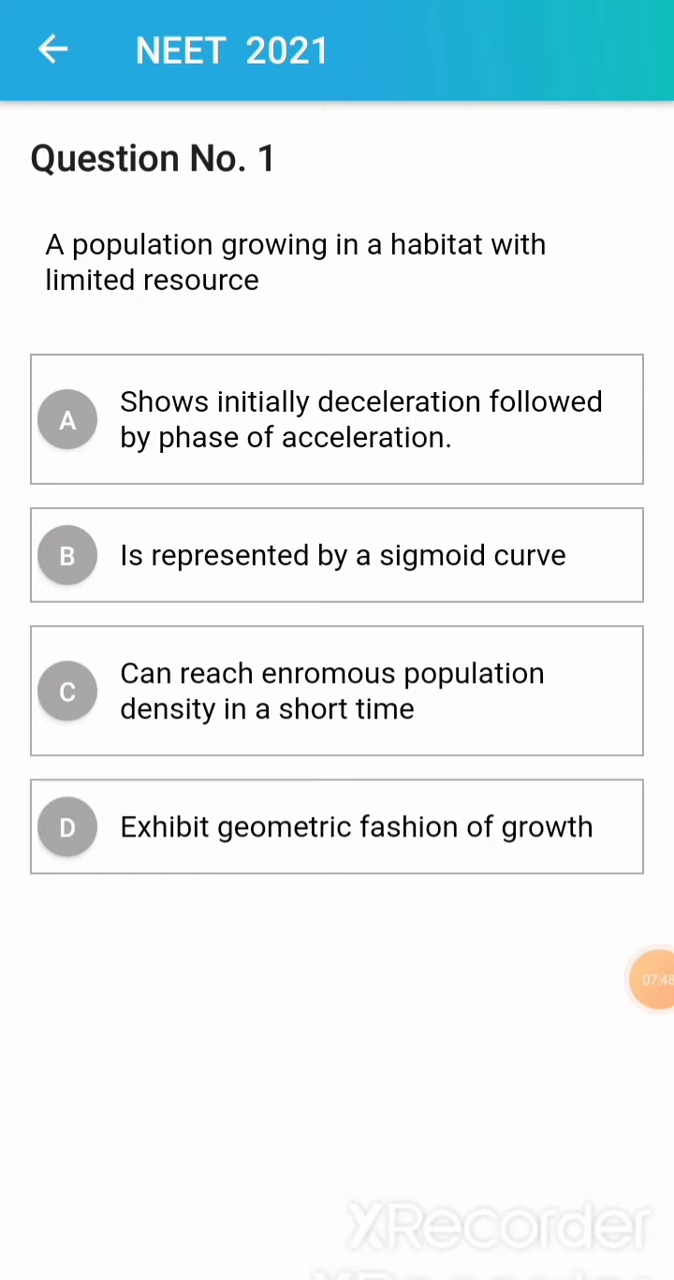 NEET 2021
Question No. 1
A population growing in a habitat with
limited resource
A
Shows initially deceleration followed
by phase of acceleration.
B
Is represented by a sigmoid curve
C
Can reach enromous population
density in a short time
D
Exhibit geometric fashion of growth
07:48
XRecorder